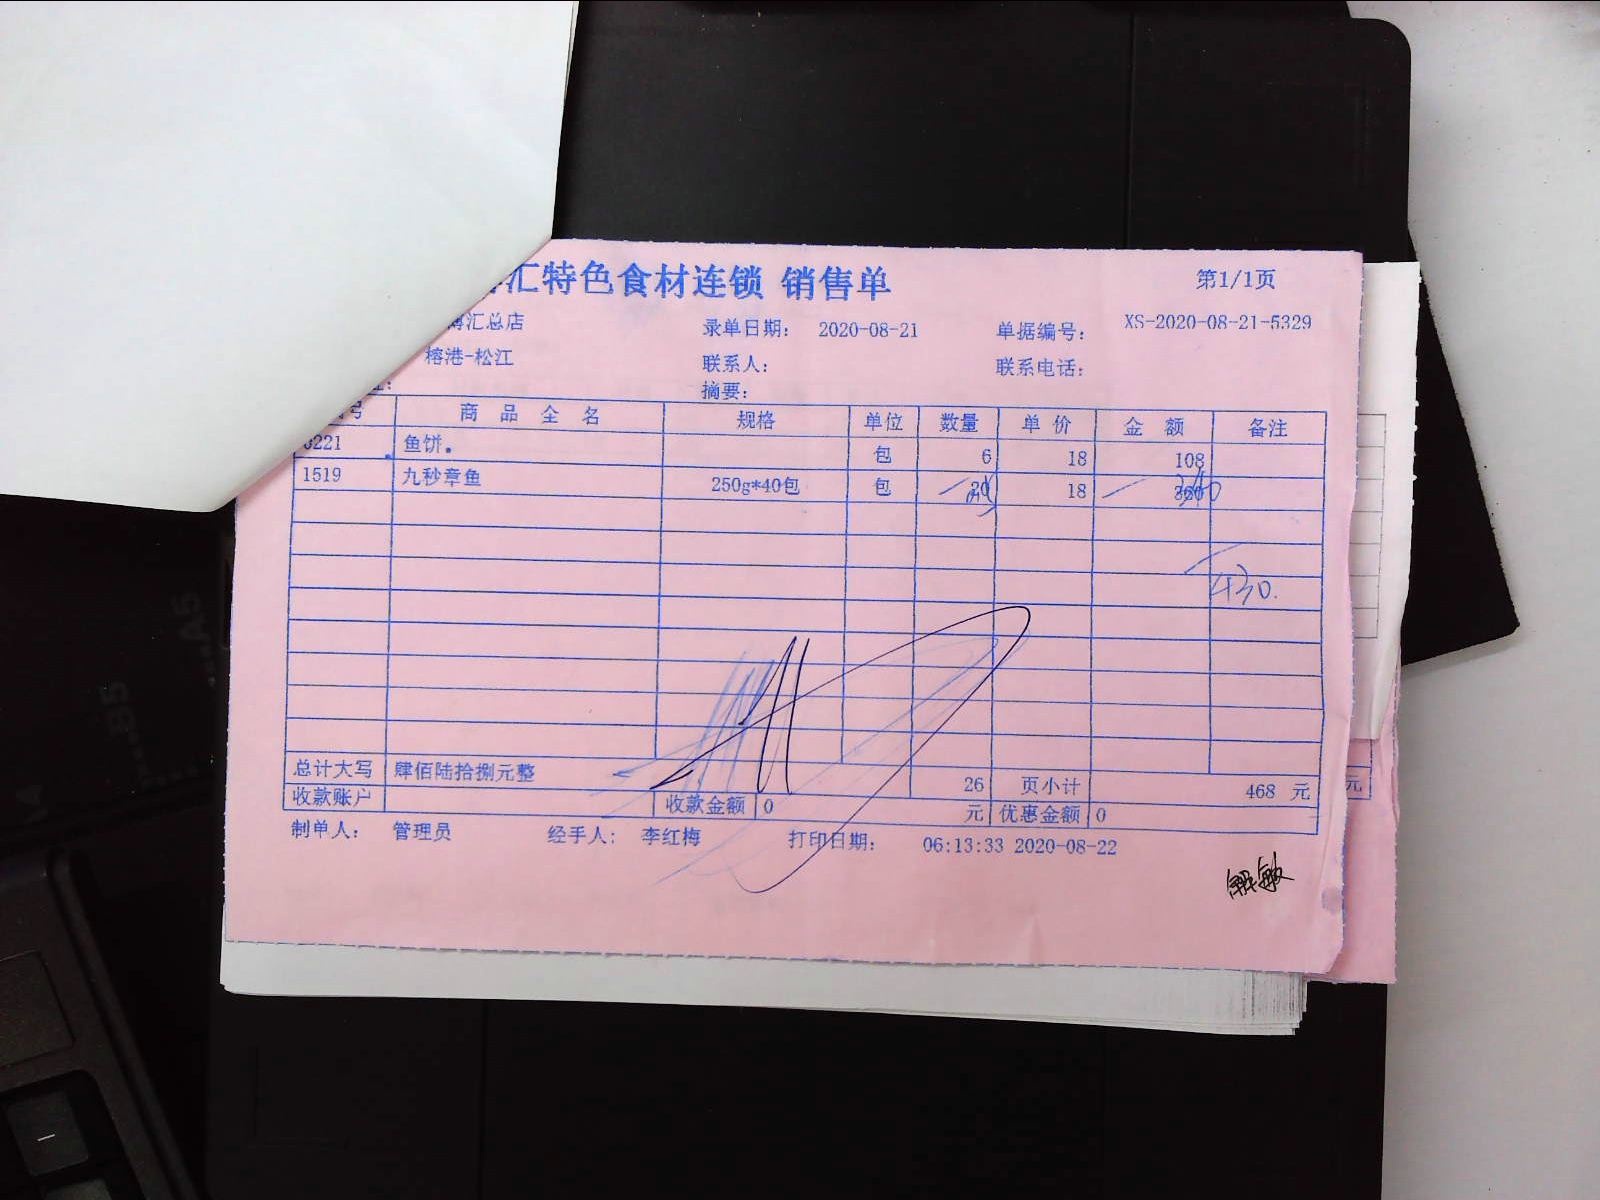 汇特色食材连锁 销售单 第1/1页
博汇总店 录单日期： 2020-08-21 单据编号： XS-2020-08-21-5329
榕港-松江 联系人： 联系电话：
摘要：
号 商 品 全 名 规格 单位 数量 单 价 金 额 备注
221 鱼饼。 包 6 18 108
1519 九秒章鱼 250g*40包 包 20 18 360
430.
总计大写 肆佰陆拾捌元整 26 页小计 468 元
收款账户 收款金额 0 元 优惠金额 0
制单人： 管理员 经手人： 李红梅 打印日期： 06:13:33 2020-08-22
元
B5
A5